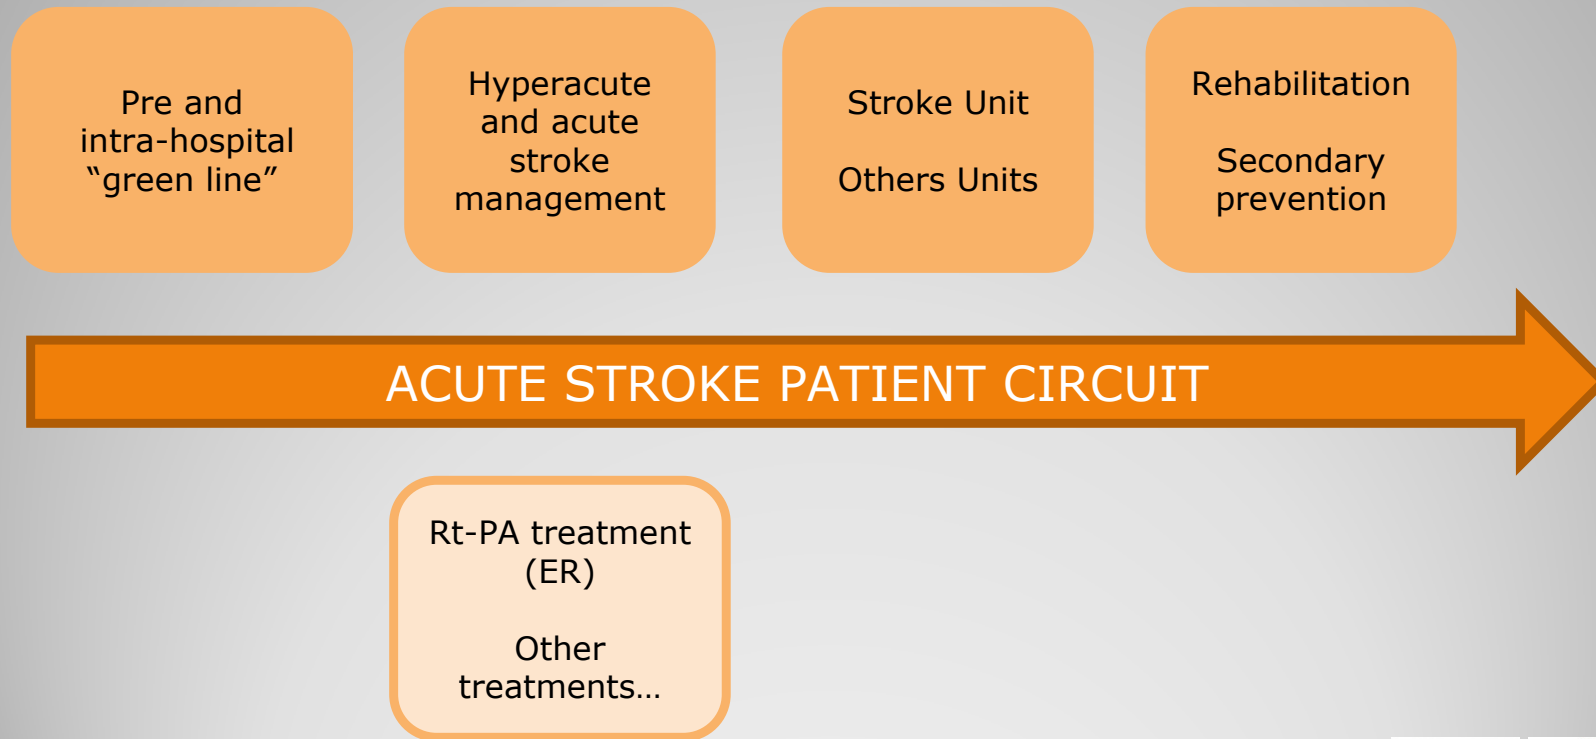 Pre and
intra-hospital
“green line”
Hyperacute
and acute
stroke
management
Stroke Unit
Others Units
Rehabilitation
Secondary
prevention
ACUTE STROKE PATIENT CIRCUIT
Rt-PA treatment
(ER)
Other
treatments…